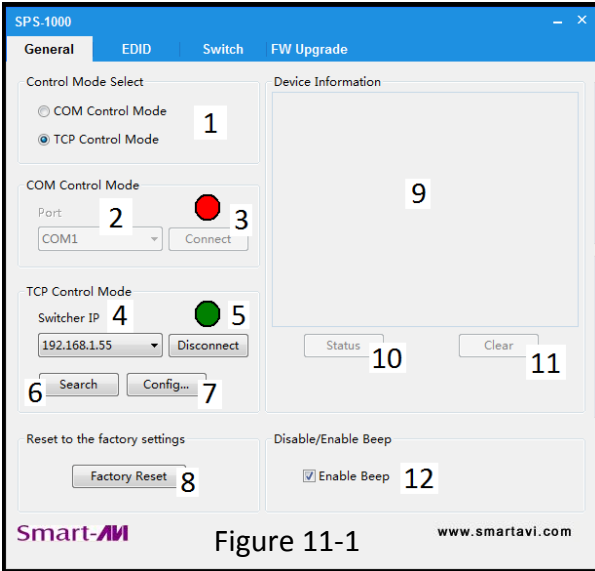 SPS-1000
General EDID Switch FW Upgrade
Control Mode Select
COM Control Mode
TCP Control Mode
1
COM Control Mode
Port
2
3
COM1
Connect
TCP Control Mode
Switcher IP
4
5
192.168.1.55
Disconnect
6
Search
Config...
7
Reset to the factory settings
Factory Reset
8
Device Information
9
Status
10
Clear
11
Disable/Enable Beep
Enable Beep
12
Smart-AVI
Figure 11-1
www.smartavi.com